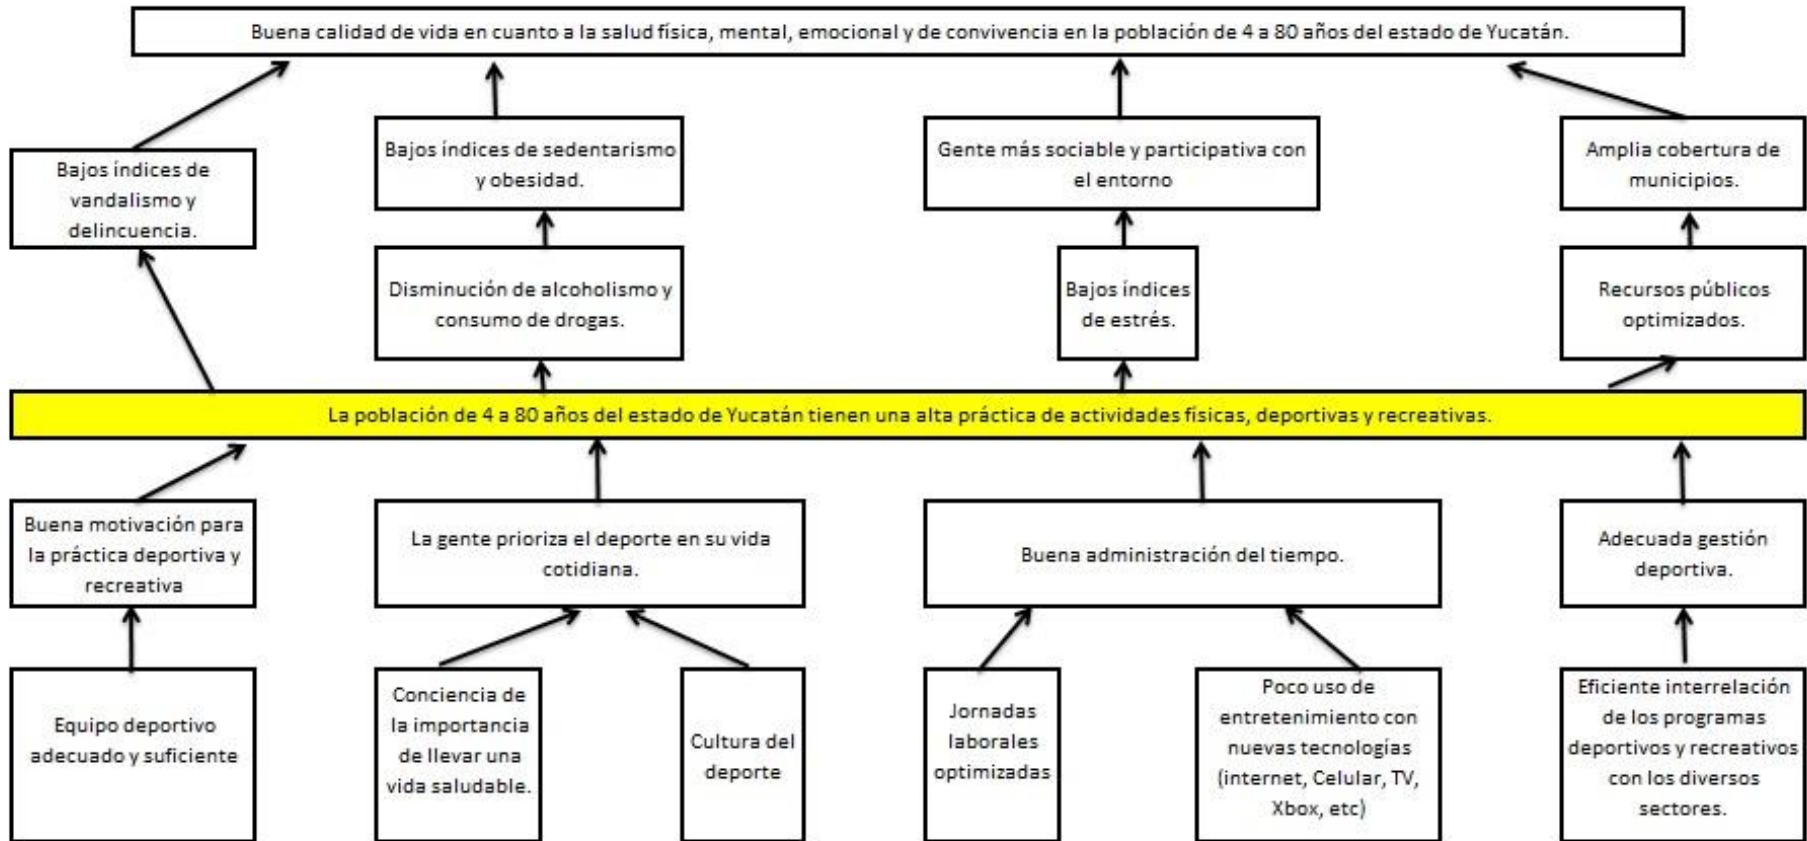 Buena calidad de vida en cuanto a la salud física, mental, emocional y de convivencia en la población de 4 a 80 años del estado de Yucatán.
Bajos índices de
vandalismo y
delincuencia.
Bajos índices de sedentarismo
y obesidad.
Gente más sociable y participativa con
el entorno
Amplia cobertura de
municipios.
Disminución de alcoholismo y
consumo de drogas.
Bajos índices
de estrés.
Recursos públicos
optimizados.
La población de 4 a 80 años del estado de Yucatán tienen una alta práctica de actividades físicas, deportivas y recreativas.
Buena motivación para
la práctica deportiva y
recreativa
La gente prioriza el deporte en su vida
cotidiana.
Buena administración del tiempo.
Adecuada gestión
deportiva.
Equipo deportivo
adecuado y suficiente
Conciencia de
la importancia
de llevar una
vida saludable.
Cultura del
deporte
Jornadas
laborales
optimizadas
Poco uso de
entretenimiento con
nuevas tecnologías
(internet, Celular, TV,
Xbox, etc)
Eficiente interrelación
de los programas
deportivos y recreativos
con los diversos
sectores.